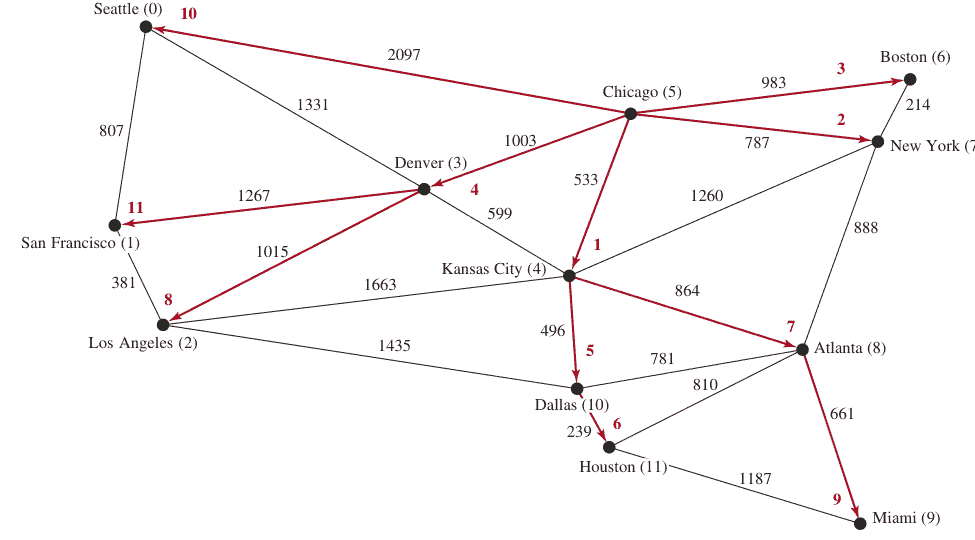 Seattle (0)
10
2097
Boston (6)
3
983
Chicago (5)
214
1331
2
807
787
New York (7
1003
Denver (3)
4
533
1260
1267
11
599
888
San Francisco (1)
1015
1
381
Kansas City (4)
1663
864
8
496
7
Los Angeles (2)
1435
5
781
Atlanta (8)
810
Dallas (10)
661
239
6
Houston (11)
1187
9
Miami (9)